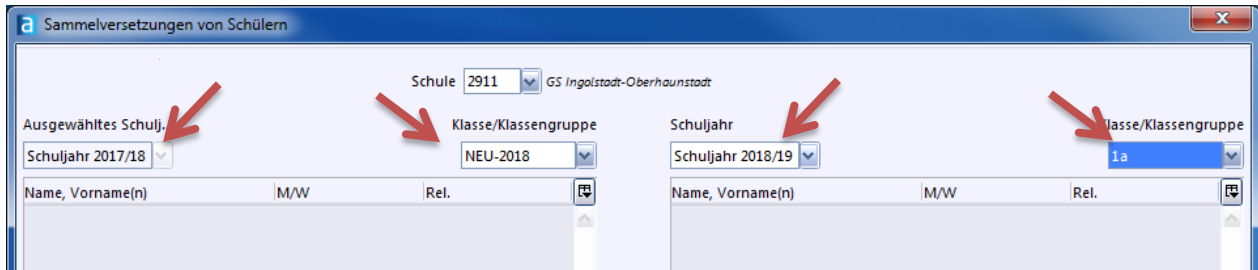 a Sammelversetzungen von Schülern
Schule 2911 GS Ingolstadt-Oberhaunstadt
Ausgewähltes Schulj. Klasse/Klassengruppe Schuljahr Klasse/Klassengruppe
Schuljahr 2017/18 NEU-2018 Schuljahr 2018/19 1a
Name, Vorname(n) M/W Rel. Name, Vorname(n) M/W Rel.